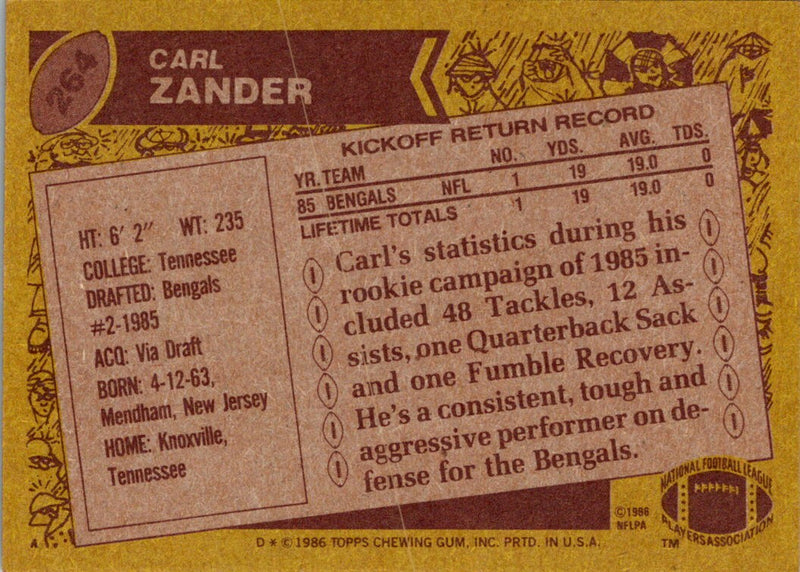 264
CARL
ZANDER
KICKOFF RETURN RECORD
YR. TEAM NO. YDS. AVG. TDS.
85 BENGALS NFL 1 19 19.0 0
LIFETIME TOTALS 1 19 19.0 0
HT: 6' 2" WT: 235
COLLEGE: Tennessee
DRAFTED: Bengals
#2-1985
ACQ: Via Draft
BORN: 4-12-63,
Mendham, New Jersey
HOME: Knoxville,
Tennessee
Carl's statistics during his
rookie campaign of 1985 in-
cluded 48 Tackles, 12 As-
sists, one Quarterback Sack
and one Fumble Recovery.
He's a consistent, tough and
aggressive performer on de-
fense for the Bengals.
©1986
NFLPA
NATIONAL FOOTBALL LEAGUE
PLAYERS ASSOCIATION
TM
D * © 1986 TOPPS CHEWING GUM, INC. PRTD. IN U.S.A.